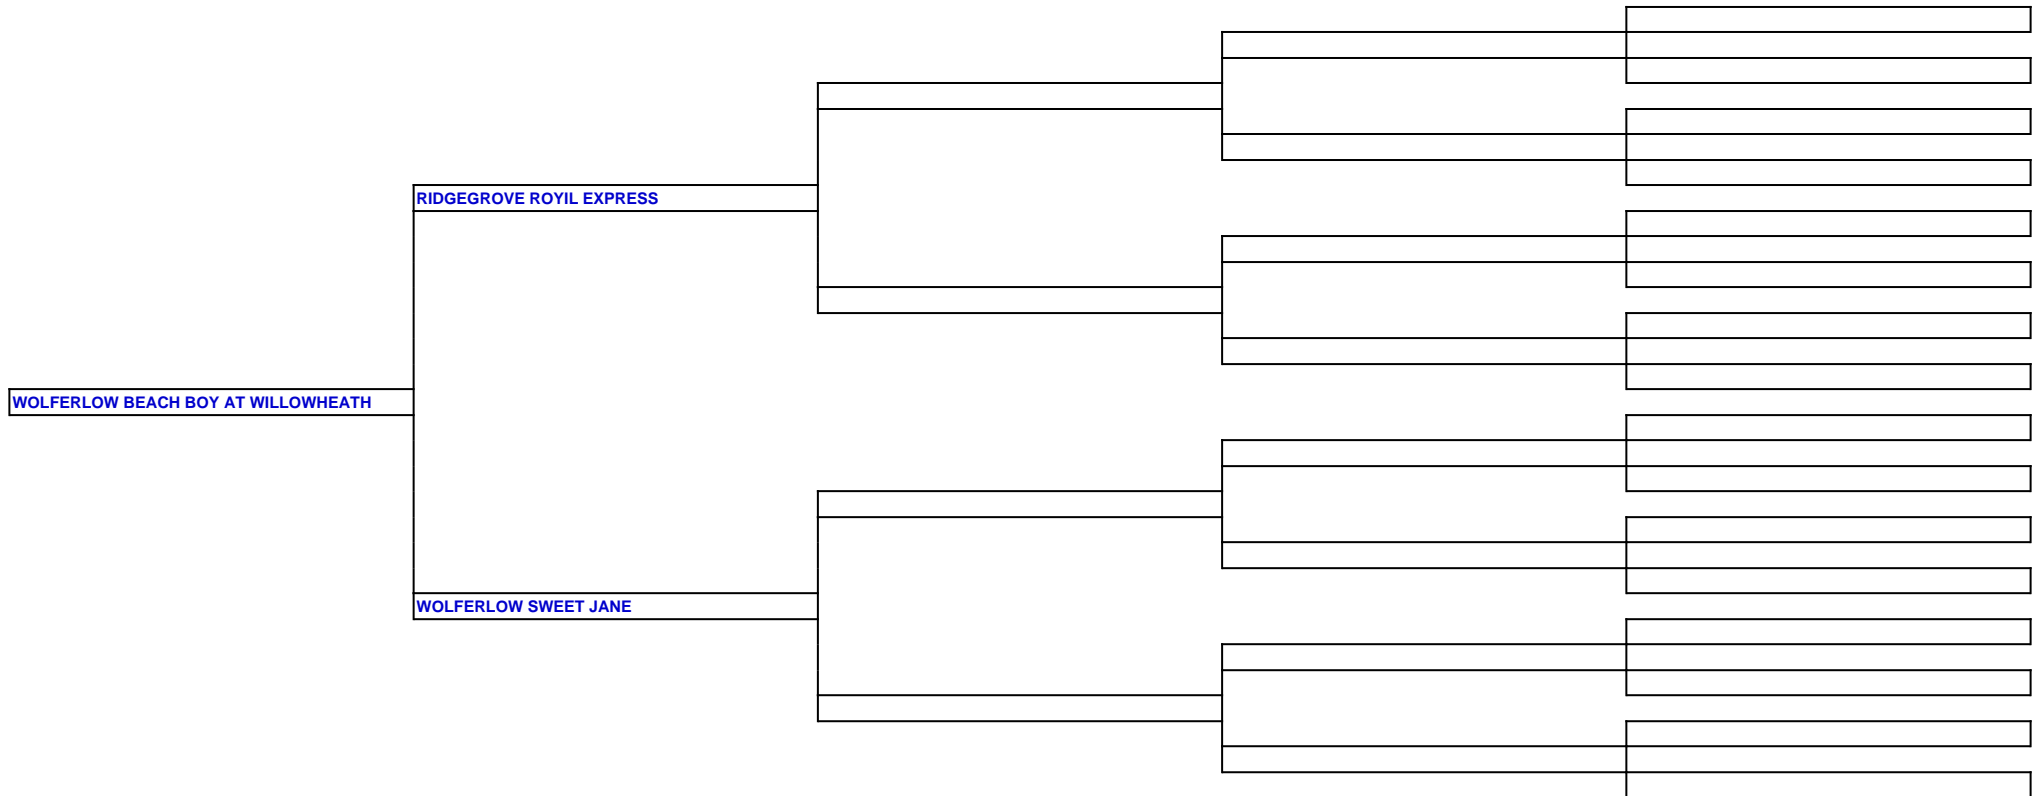 RIDGEGROVE ROYIL EXPRESS
WOLFERLOW BEACH BOY AT WILLOWHEATH
WOLFERLOW SWEET JANE